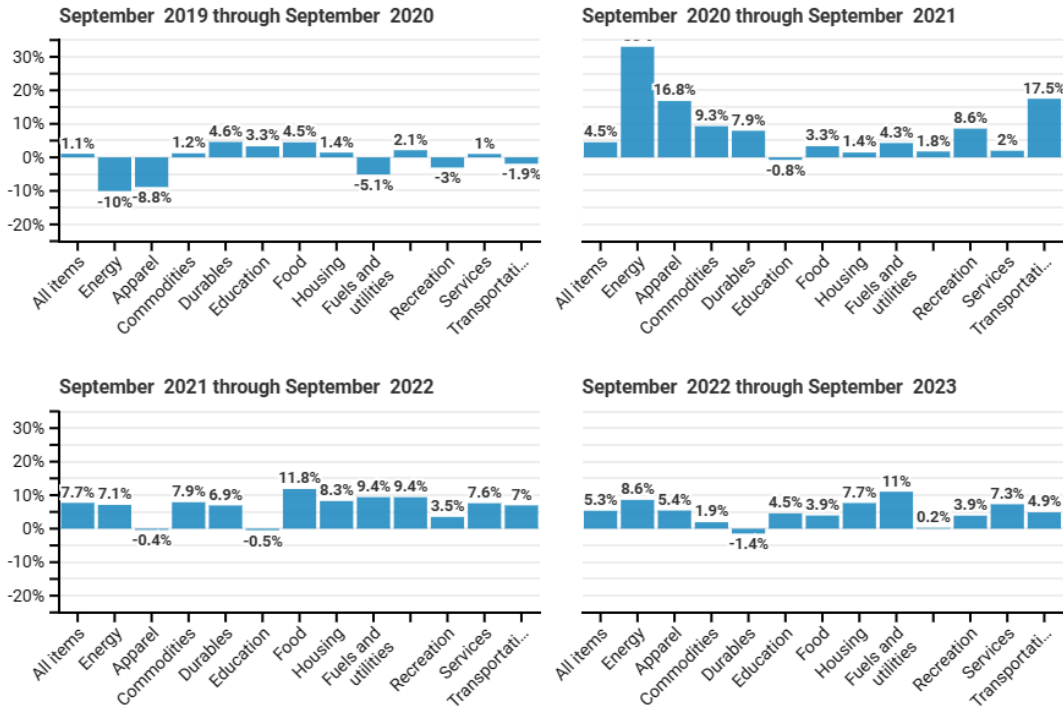 September 2019 through September 2020
30%
20%
10%
0%
-10%
-20%
1.1%
-10%
-8.8%
1.2%
4.6%
3.3%
4.5%
1.4%
-5.1%
2.1%
-3%
1%
-1.9%
All items
Energy
Apparel
Commodities
Durables
Education
Food
Housing
Fuels and
utilities
Recreation
Services
Transportati...
September 2020 through September 2021
4.5%
16.8%
9.3%
7.9%
-0.8%
3.3%
1.4%
4.3%
1.8%
8.6%
2%
17.5%
All items
Energy
Apparel
Commodities
Durables
Education
Food
Housing
Fuels and
utilities
Recreation
Services
Transportati...
September 2021 through September 2022
30%
20%
10%
0%
-10%
-20%
7.7%
7.1%
-0.4%
7.9%
6.9%
-0.5%
11.8%
8.3%
9.4%
9.4%
3.5%
7.6%
7%
All items
Energy
Apparel
Commodities
Durables
Education
Food
Housing
Fuels and
utilities
Recreation
Services
Transportati...
September 2022 through September 2023
5.3%
8.6%
5.4%
1.9%
-1.4%
4.5%
3.9%
7.7%
11%
0.2%
3.9%
7.3%
4.9%
All items
Energy
Apparel
Commodities
Durables
Education
Food
Housing
Fuels and
utilities
Recreation
Services
Transportati...